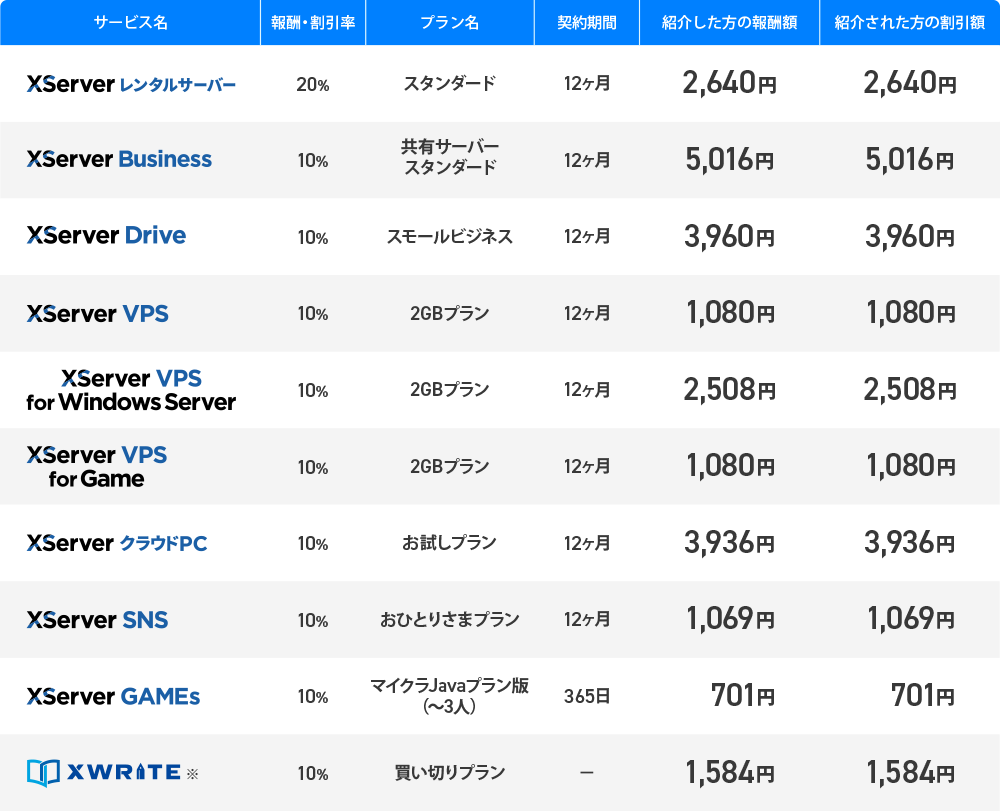 サービス名 報酬・割引率 プラン名 契約期間 紹介した方の報酬額 紹介された方の割引額
XServer レンタルサーバー 20% スタンダード 12ヶ月 2,640円 2,640円
XServer Business 10% 共有サーバー
スタンダード 12ヶ月 5,016円 5,016円
XServer Drive 10% スモールビジネス 12ヶ月 3,960円 3,960円
XServer VPS 10% 2GBプラン 12ヶ月 1,080円 1,080円
XServer VPS
for Windows Server 10% 2GBプラン 12ヶ月 2,508円 2,508円
XServer VPS
for Game 10% 2GBプラン 12ヶ月 1,080円 1,080円
XServer クラウドPC 10% お試しプラン 12ヶ月 3,936円 3,936円
XServer SNS 10% おひとりさまプラン 12ヶ月 1,069円 1,069円
XServer GAMEs 10% マイクラJavaプラン版
(〜3人) 365日 701円 701円
XWRITE ※ 10% 買い切りプラン － 1,584円 1,584円